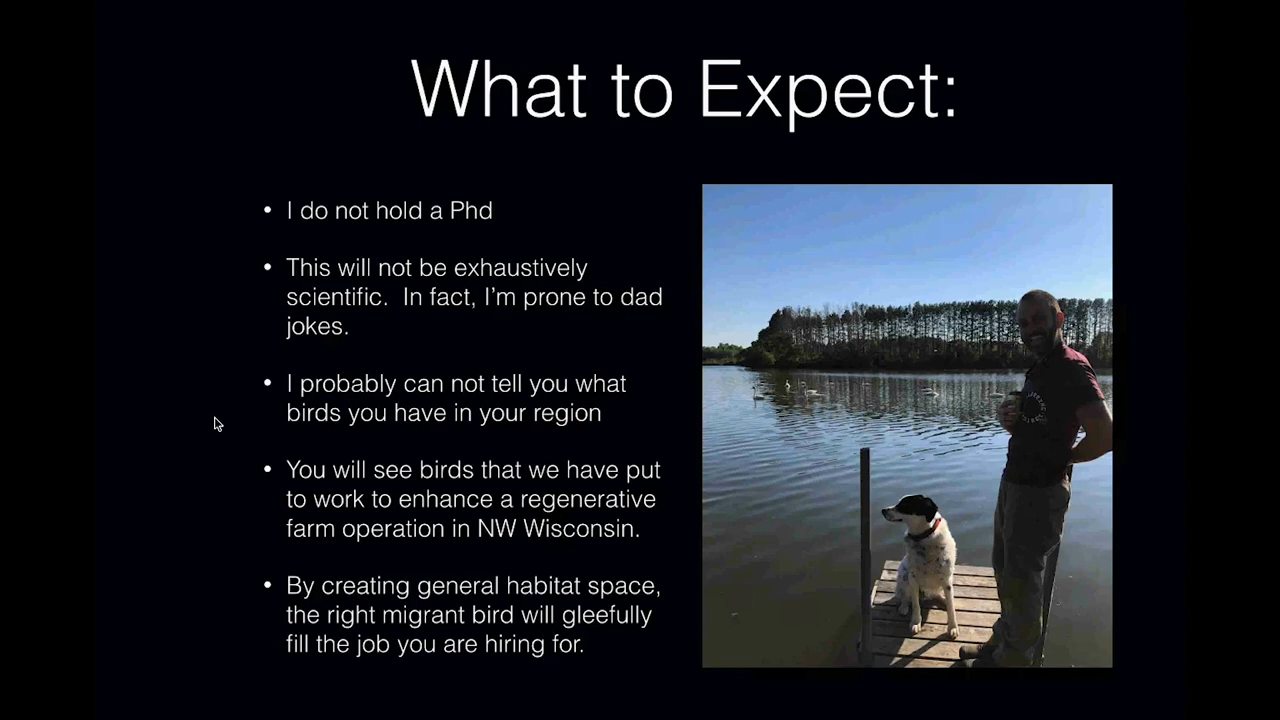 What to Expect:
• I do not hold a Phd
• This will not be exhaustively
scientific.  In fact, I'm prone to dad
jokes.
• I probably can not tell you what
birds you have in your region
• You will see birds that we have put
to work to enhance a regenerative
farm operation in NW Wisconsin.
• By creating general habitat space,
the right migrant bird will gleefully
fill the job you are hiring for.